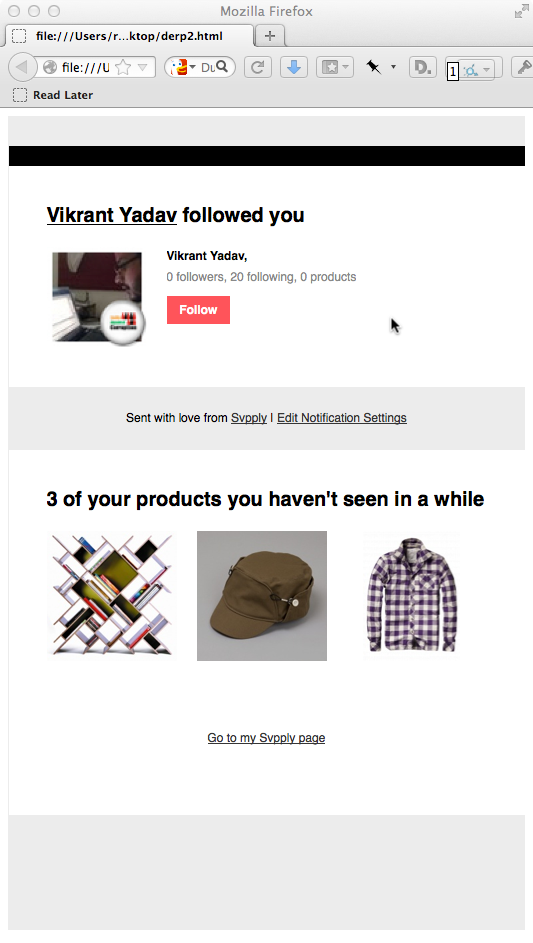 Mozilla Firefox
file:///Users/r...ktop/derp2.html
file:///U
D.
1
Read Later
Vikrant Yadav followed you
Vikrant Yadav,
0 followers, 20 following, 0 products
Follow
Sent with love from Svpply | Edit Notification Settings
3 of your products you haven't seen in a while
Go to my Svpply page